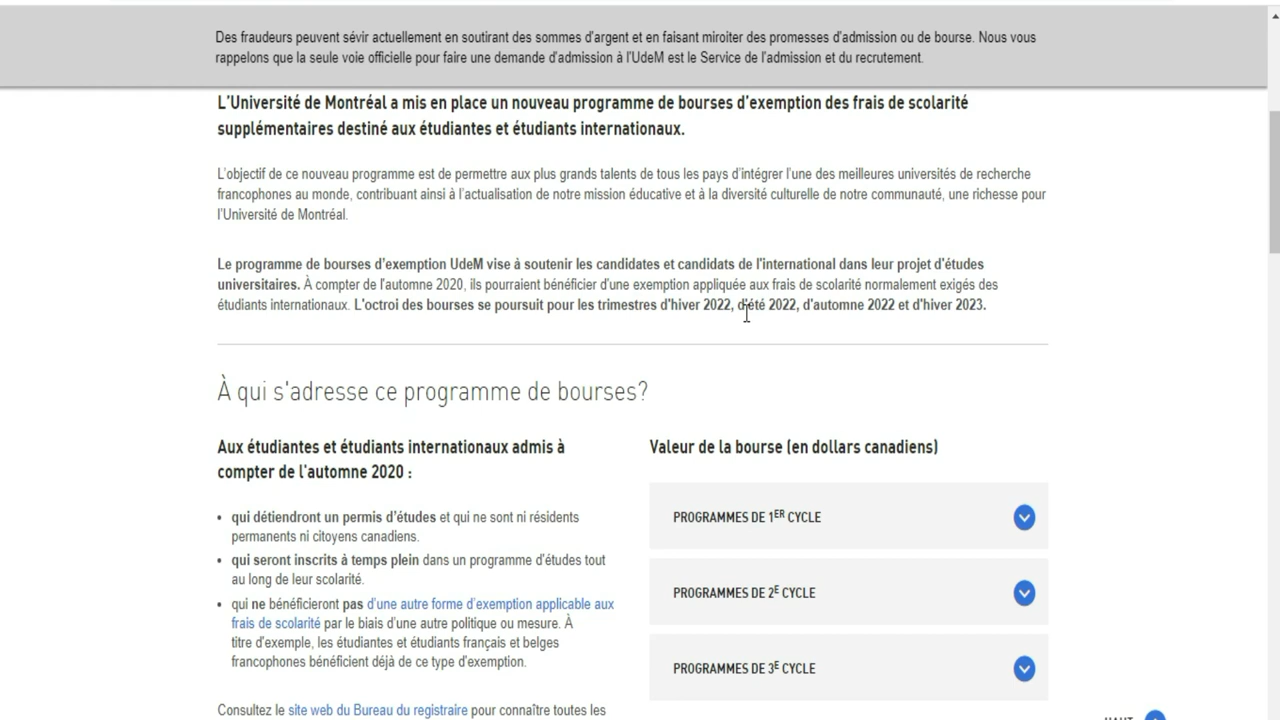 Des fraudeurs peuvent sévir actuellement en soutirant des sommes d'argent et en faisant miroiter des promesses d'admission ou de bourse. Nous vous
rappelons que la seule voie officielle pour faire une demande d'admission à l'UdeM est le Service de l'admission et du recrutement.
L'Université de Montréal a mis en place un nouveau programme de bourses d'exemption des frais de scolarité
supplémentaires destiné aux étudiantes et étudiants internationaux.
L'objectif de ce nouveau programme est de permettre aux plus grands talents de tous les pays d'intégrer l'une des meilleures universités de recherche
francophones au monde, contribuant ainsi à l'actualisation de notre mission éducative et à la diversité culturelle de notre communauté, une richesse pour
l'Université de Montréal.
Le programme de bourses d'exemption UdeM vise à soutenir les candidates et candidats de l'international dans leur projet d'études
universitaires. À compter de l'automne 2020, ils pourraient bénéficier d'une exemption appliquée aux frais de scolarité normalement exigés des
étudiants internationaux. L'octroi des bourses se poursuit pour les trimestres d'hiver 2022, d'été 2022, d'automne 2022 et d'hiver 2023.
À qui s'adresse ce programme de bourses?
Aux étudiantes et étudiants internationaux admis à
compter de l'automne 2020 :
• qui détiendront un permis d'études et qui ne sont ni résidents
permanents ni citoyens canadiens.
• qui seront inscrits à temps plein dans un programme d'études tout
au long de leur scolarité.
• qui ne bénéficieront pas d'une autre forme d'exemption applicable aux
frais de scolarité par le biais d'une autre politique ou mesure. À
titre d'exemple, les étudiantes et étudiants français et belges
francophones bénéficient déjà de ce type d'exemption.
Consultez le site web du Bureau du registraire pour connaître toutes les
Valeur de la bourse (en dollars canadiens)
PROGRAMMES DE 1ER CYCLE
PROGRAMMES DE 2E CYCLE
PROGRAMMES DE 3E CYCLE
HAUT